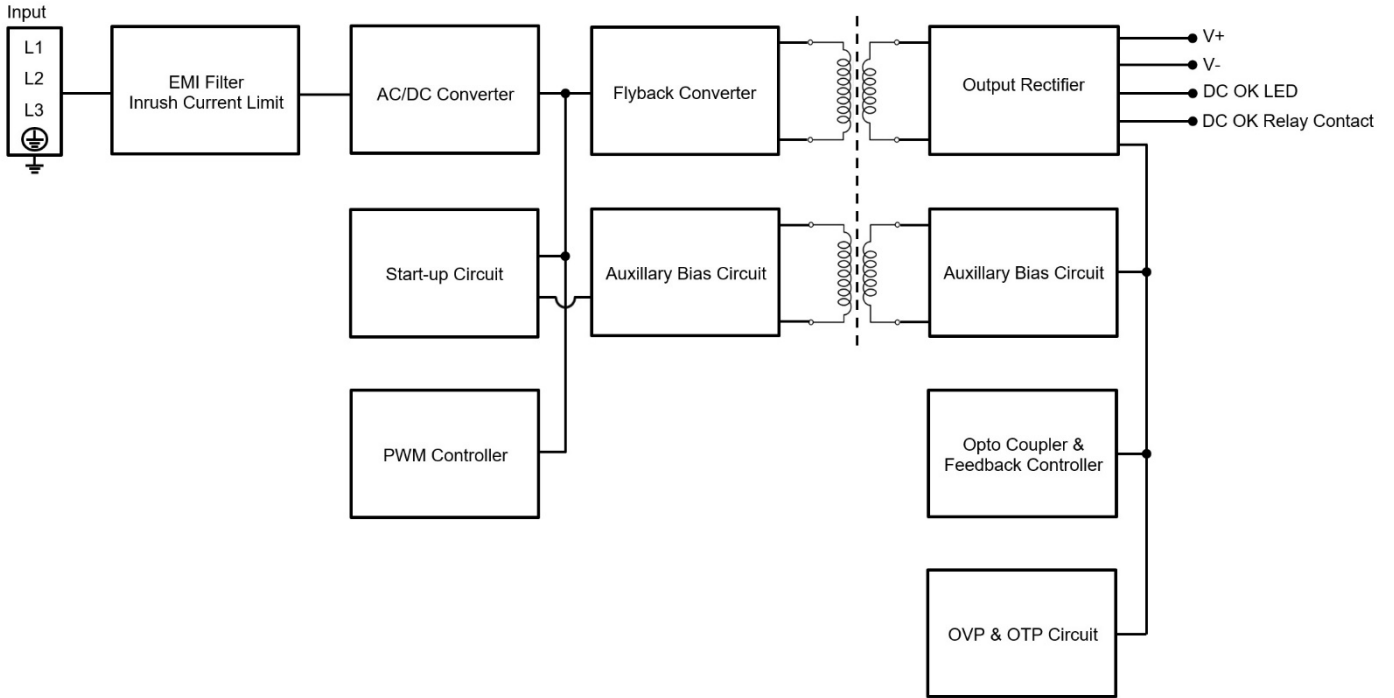 Input
L1
L2
L3
EMI Filter
Inrush Current Limit
AC/DC Converter
Flyback Converter
Output Rectifier
V+
V-
DC OK LED
DC OK Relay Contact
Start-up Circuit
Auxillary Bias Circuit
Auxillary Bias Circuit
PWM Controller
Opto Coupler &
Feedback Controller
OVP & OTP Circuit